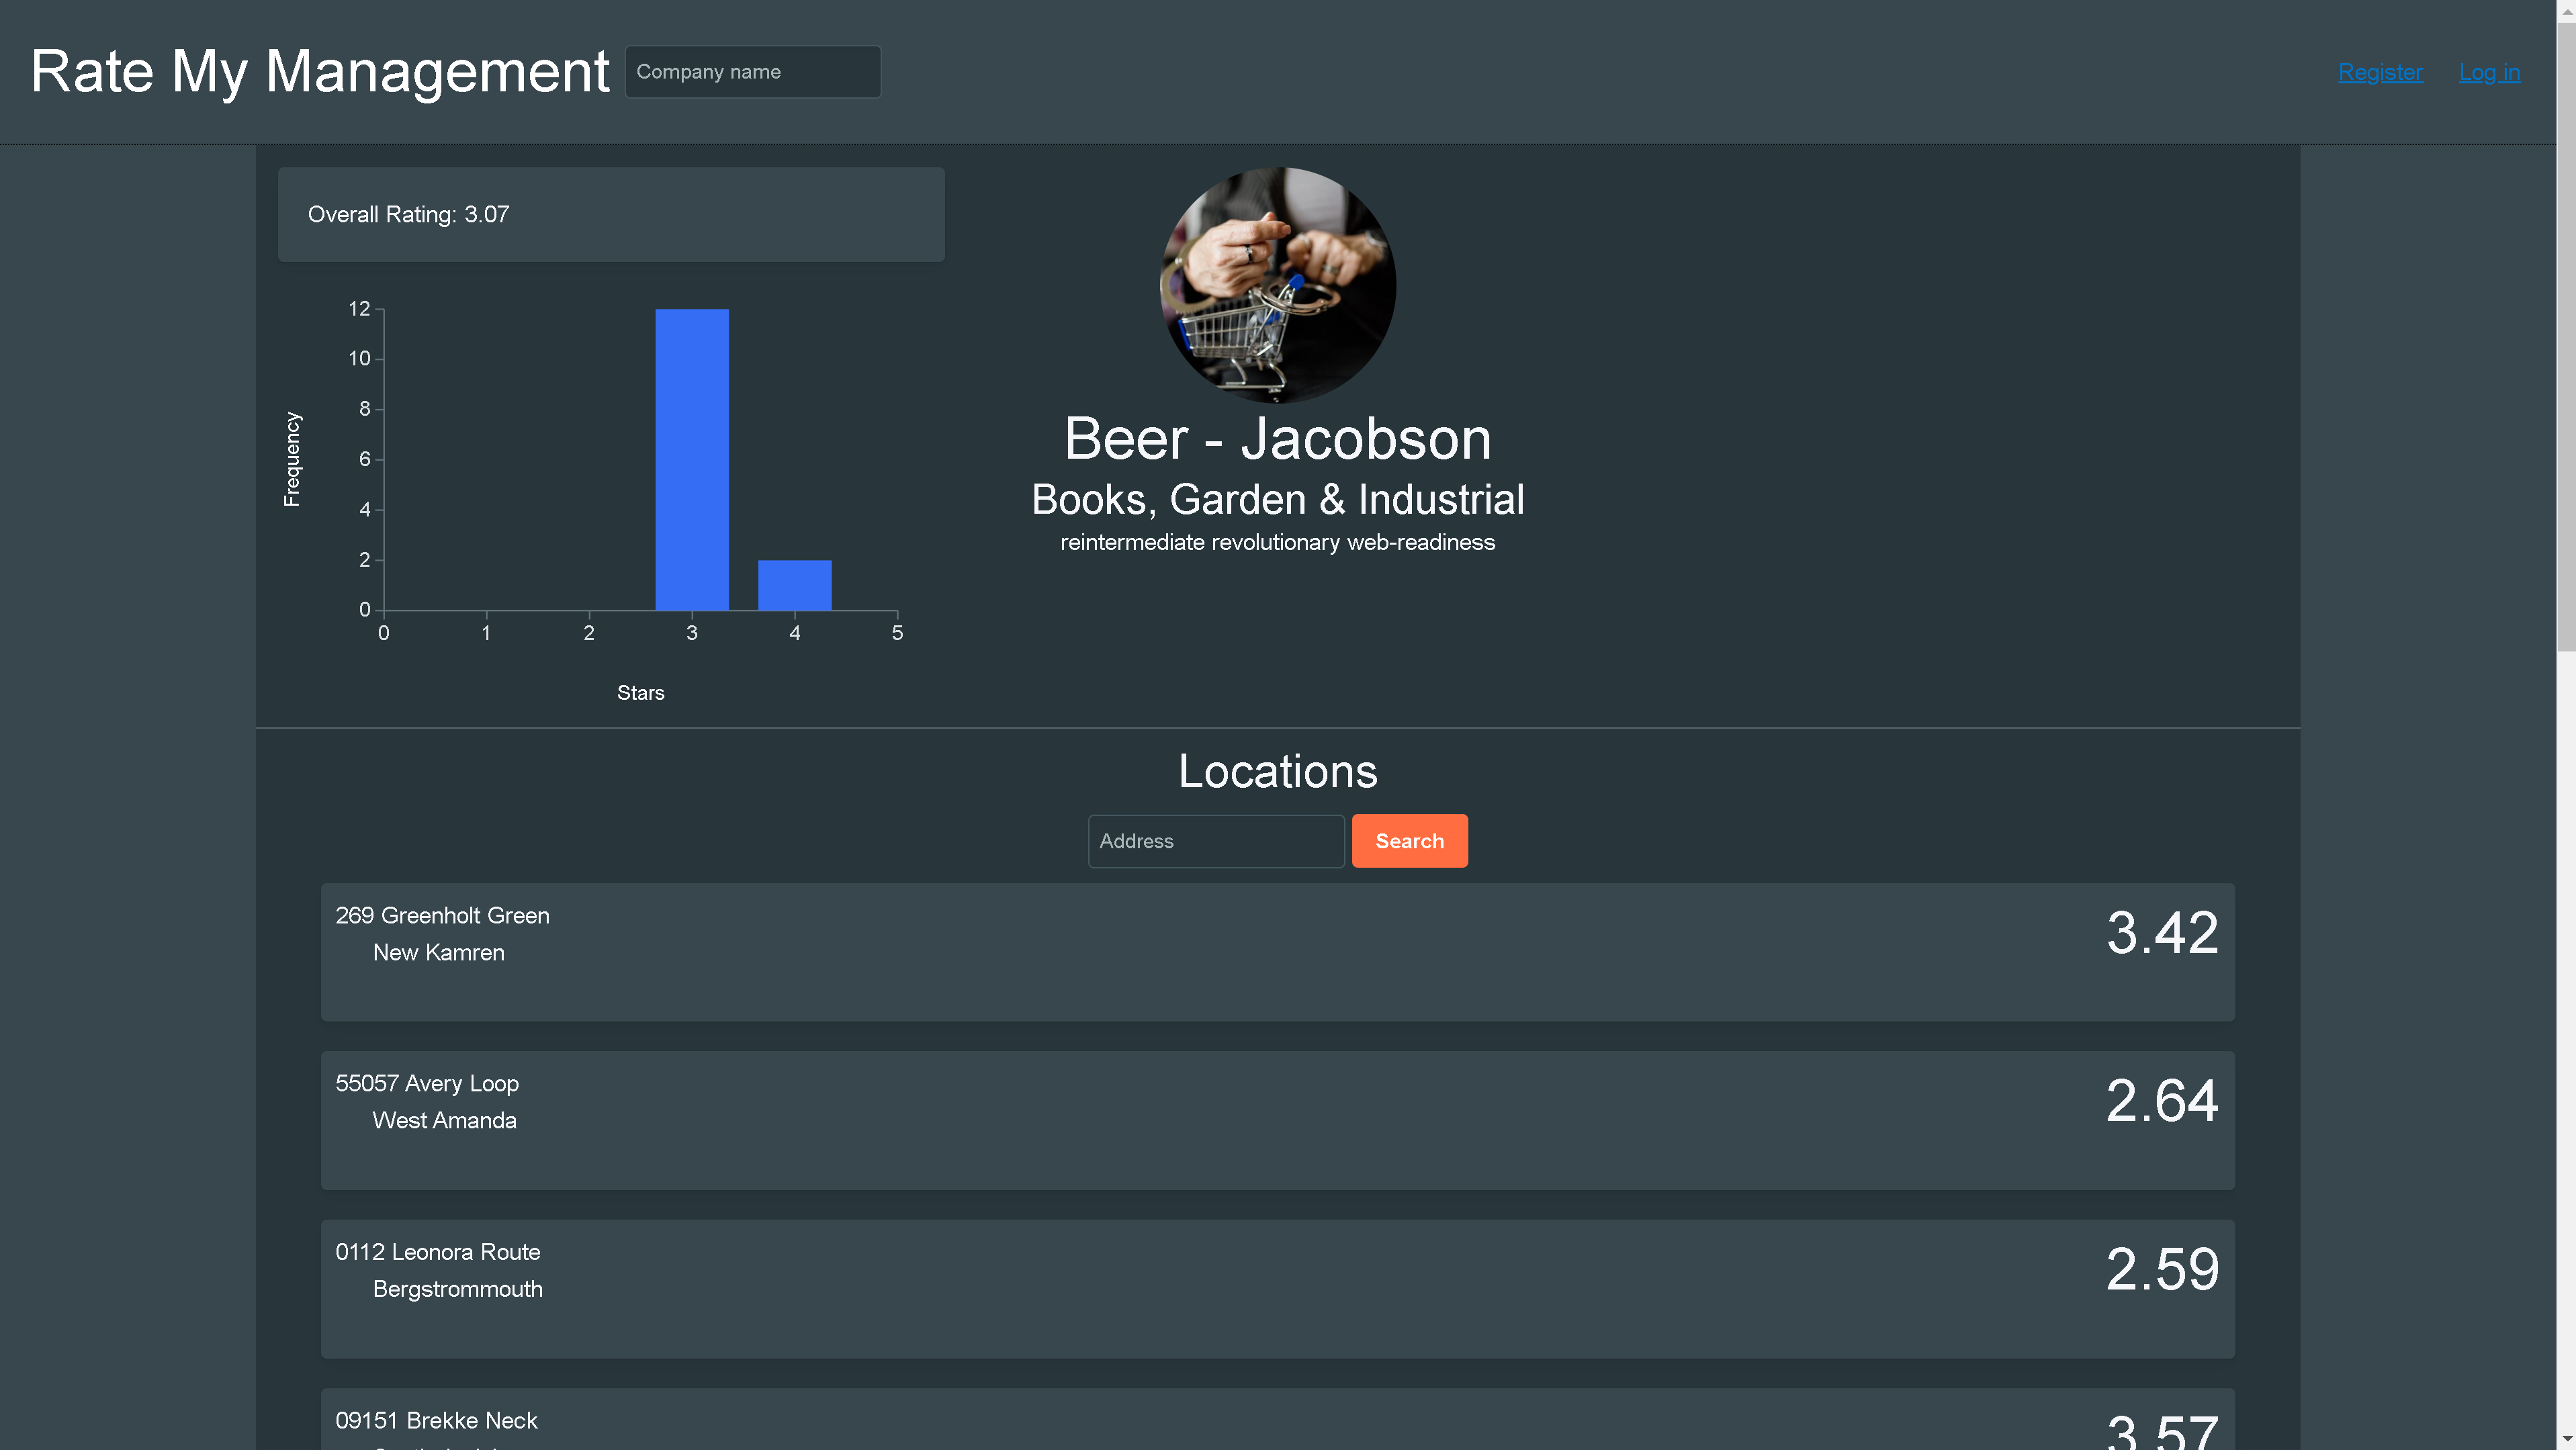 Rate My Management
Company name
Register
Log in
Overall Rating: 3.07
12
10
8
6
4
2
0
Frequency
0 1 2 3 4 5
Stars
Beer - Jacobson
Books, Garden & Industrial
reintermediate revolutionary web-readiness
Locations
Address
Search
269 Greenholt Green
New Kamren
3.42
55057 Avery Loop
West Amanda
2.64
0112 Leonora Route
Bergstrommouth
2.59
09151 Brekke Neck
3.57